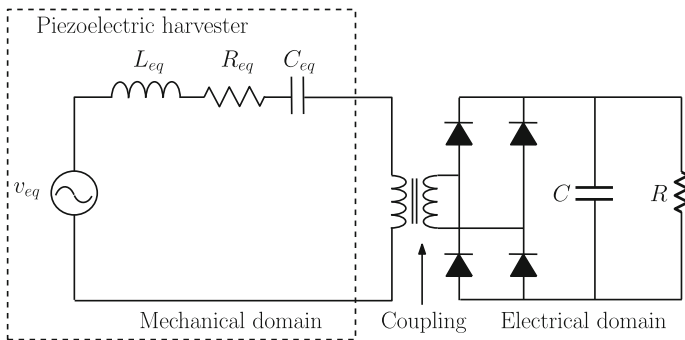 Piezoelectric harvester
L_eq R_eq C_eq
v_eq
C R
Mechanical domain Coupling Electrical domain